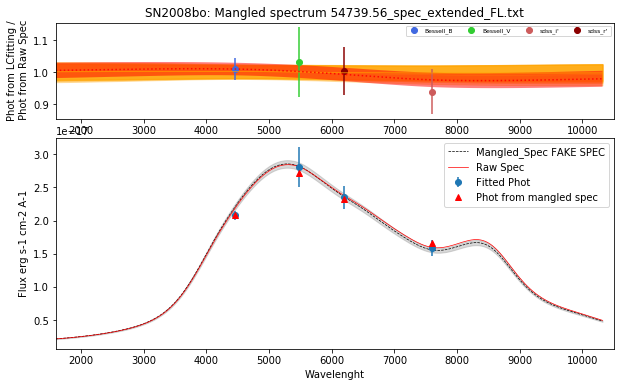 SN2008bo: Mangled spectrum 54739.56_spec_extended_FL.txt
Phot from LCfitting /
Phot from Raw Spec
1.1
1.0
0.9
Bessell_B Bessell_V sdss_i' sdss_r'
2000 3000 4000 5000 6000 7000 8000 9000 10000
1e−17
Flux erg s-1 cm-2 A-1
3.0
2.5
2.0
1.5
1.0
0.5
Mangled_Spec FAKE SPEC
Raw Spec
Fitted Phot
Phot from mangled spec
2000 3000 4000 5000 6000 7000 8000 9000 10000
Wavelenght